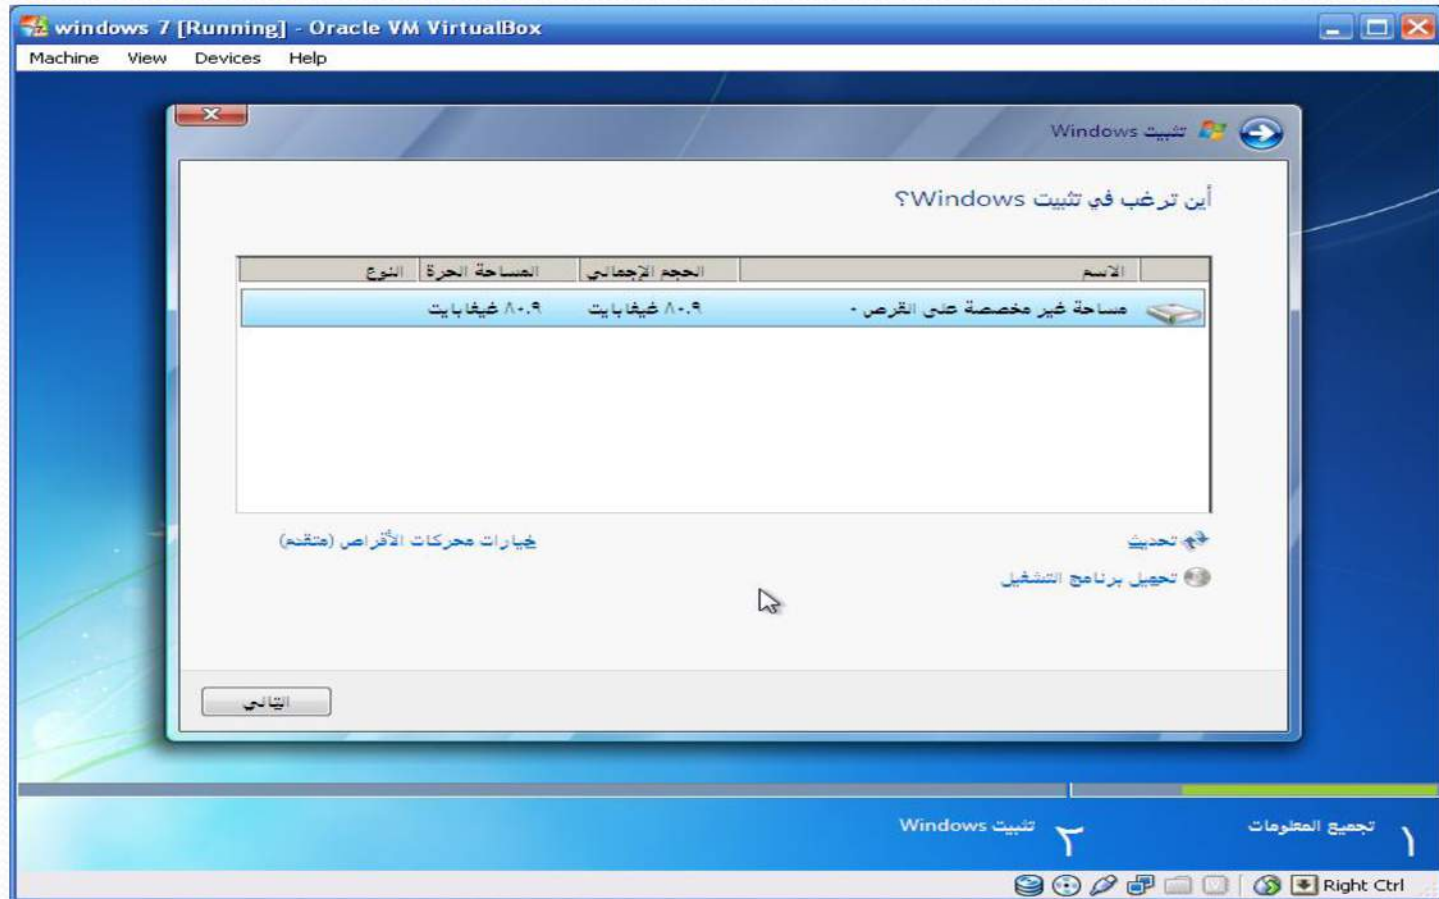 windows 7 [Running] - Oracle VM VirtualBox
Machine View Devices Help
تثبيت Windows
أين ترغب في تثبيت Windows؟
الاسم الحجم الإجمالي المساحة الحرة النوع
مساحة غير مخصصة على القرص ٠ ٨٠.٩ غيغابايت ٨٠.٩ غيغابايت
تحديث خيارات محركات الأقراص (متقدم)
تحميل برنامج التشغيل
التالي
١ تجميع المعلومات ٢ تثبيت Windows
Right Ctrl